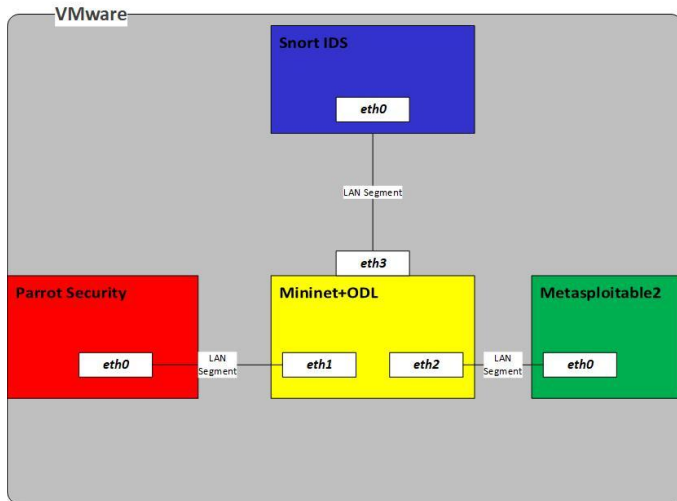 VMware
Snort IDS
eth0
LAN Segment
eth3
Parrot Security
Mininet+ODL
Metasploitable2
eth0
LAN
Segment
eth1
eth2
LAN
Segment
eth0